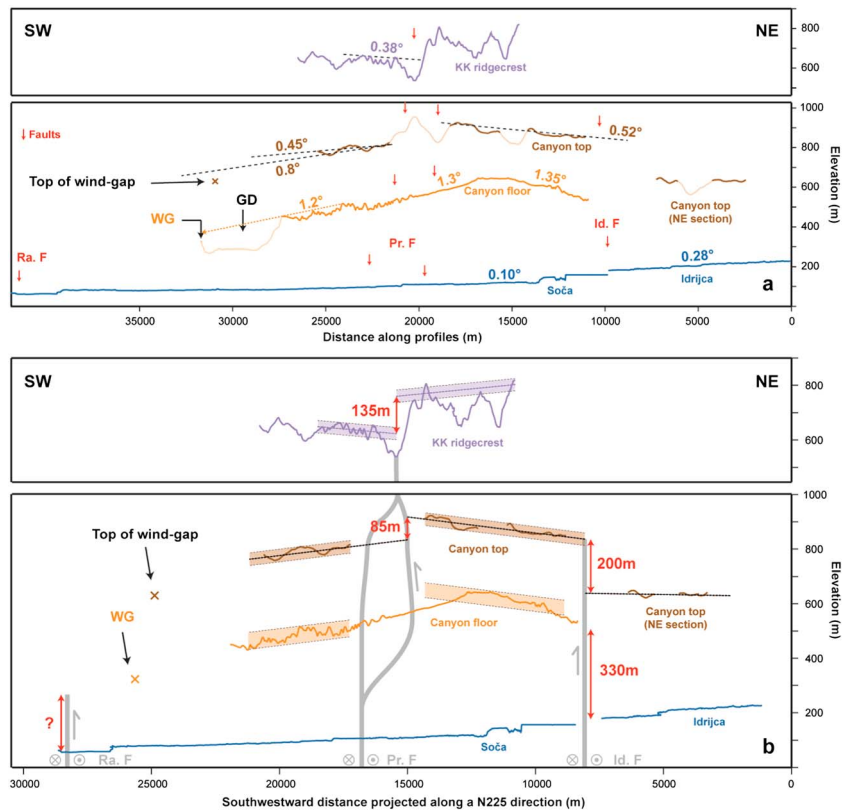 SW
NE
800
600
0.38°
KK ridgecrest
Faults
1000
800
600
400
200
0.45°
0.8°
0.52°
Canyon top
Top of wind-gap
WG
GD
1.2°
1.3°
1.35°
Canyon floor
Canyon top
(NE section)
Ra. F
Pr. F
Id. F
0.10°
0.28°
Soča
Idrijca
a
Elevation (m)
35000 30000 25000 20000 15000 10000 5000 0
Distance along profiles (m)
SW
NE
800
600
135m
KK ridgecrest
1000
800
600
400
200
0
Top of wind-gap
WG
85m
Canyon top
200m
Canyon top
(NE section)
Canyon floor
330m
?
Soča
Idrijca
Ra. F
Pr. F
Id. F
b
Elevation (m)
30000 25000 20000 15000 10000 5000 0
Southwestward distance projected along a N225 direction (m)